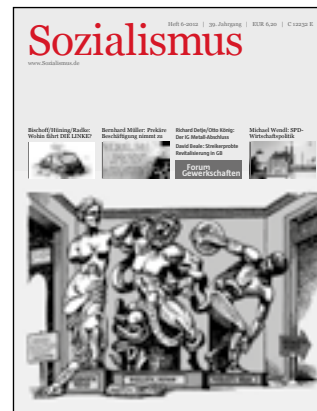 Heft 6-2012 | 39. Jahrgang | EUR 6,20 | C 12232 E
Sozialismus
www.Sozialismus.de
Bischoff/Hüning/Radke:
Wohin führt DIE LINKE?
Bernhard Müller: Prekäre
Beschäftigung nimmt zu
Richard Detje/Otto König:
Der IG Metall-Abschluss
David Beale: Streikerprobte
Revitalisierung in GB
Forum
Gewerkschaften
Michael Wendl: SPD-
Wirtschaftspolitik